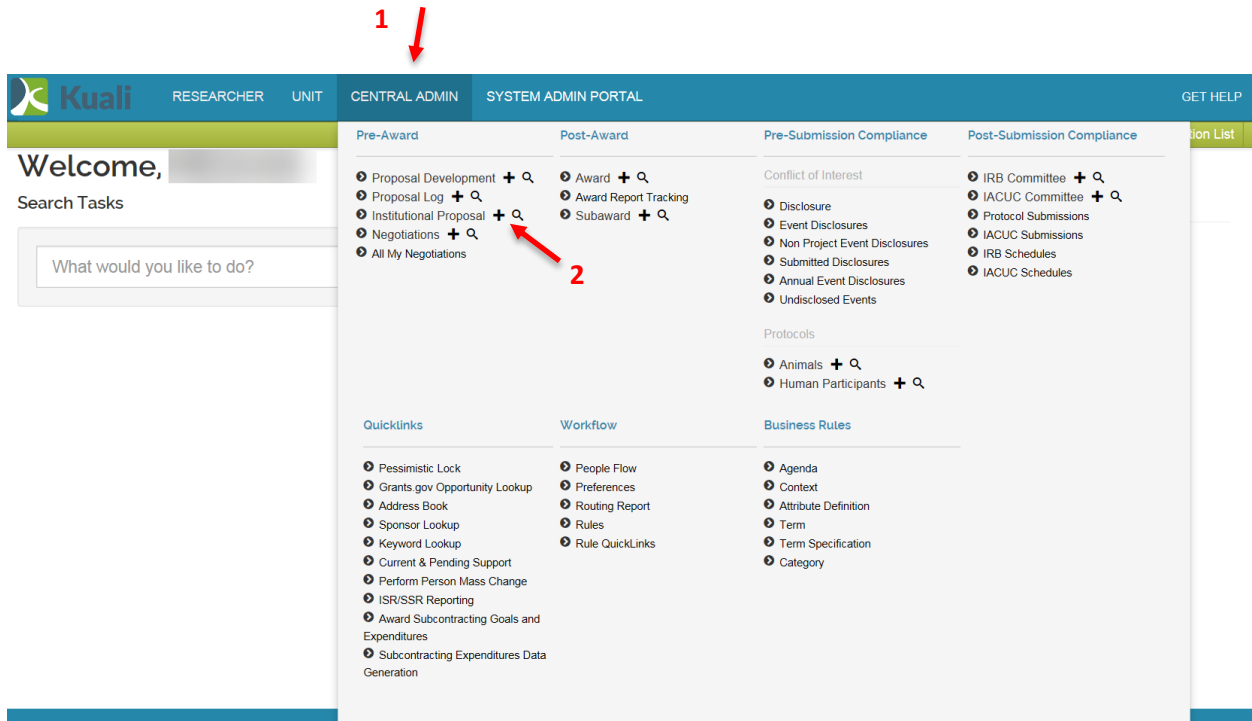 1
Kuali RESEARCHER UNIT CENTRAL ADMIN SYSTEM ADMIN PORTAL GET HELP
tion List
Welcome,
Search Tasks
What would you like to do?
Pre-Award
Proposal Development
Proposal Log
Institutional Proposal
Negotiations
All My Negotiations
2
Post-Award
Award
Award Report Tracking
Subaward
Pre-Submission Compliance
Conflict of Interest
Disclosure
Event Disclosures
Non Project Event Disclosures
Submitted Disclosures
Annual Event Disclosures
Undisclosed Events
Protocols
Animals
Human Participants
Post-Submission Compliance
IRB Committee
IACUC Committee
Protocol Submissions
IACUC Submissions
IRB Schedules
IACUC Schedules
Quicklinks
Pessimistic Lock
Grants.gov Opportunity Lookup
Address Book
Sponsor Lookup
Keyword Lookup
Current & Pending Support
Perform Person Mass Change
ISR/SSR Reporting
Award Subcontracting Goals and
Expenditures
Subcontracting Expenditures Data
Generation
Workflow
People Flow
Preferences
Routing Report
Rules
Rule QuickLinks
Business Rules
Agenda
Context
Attribute Definition
Term
Term Specification
Category